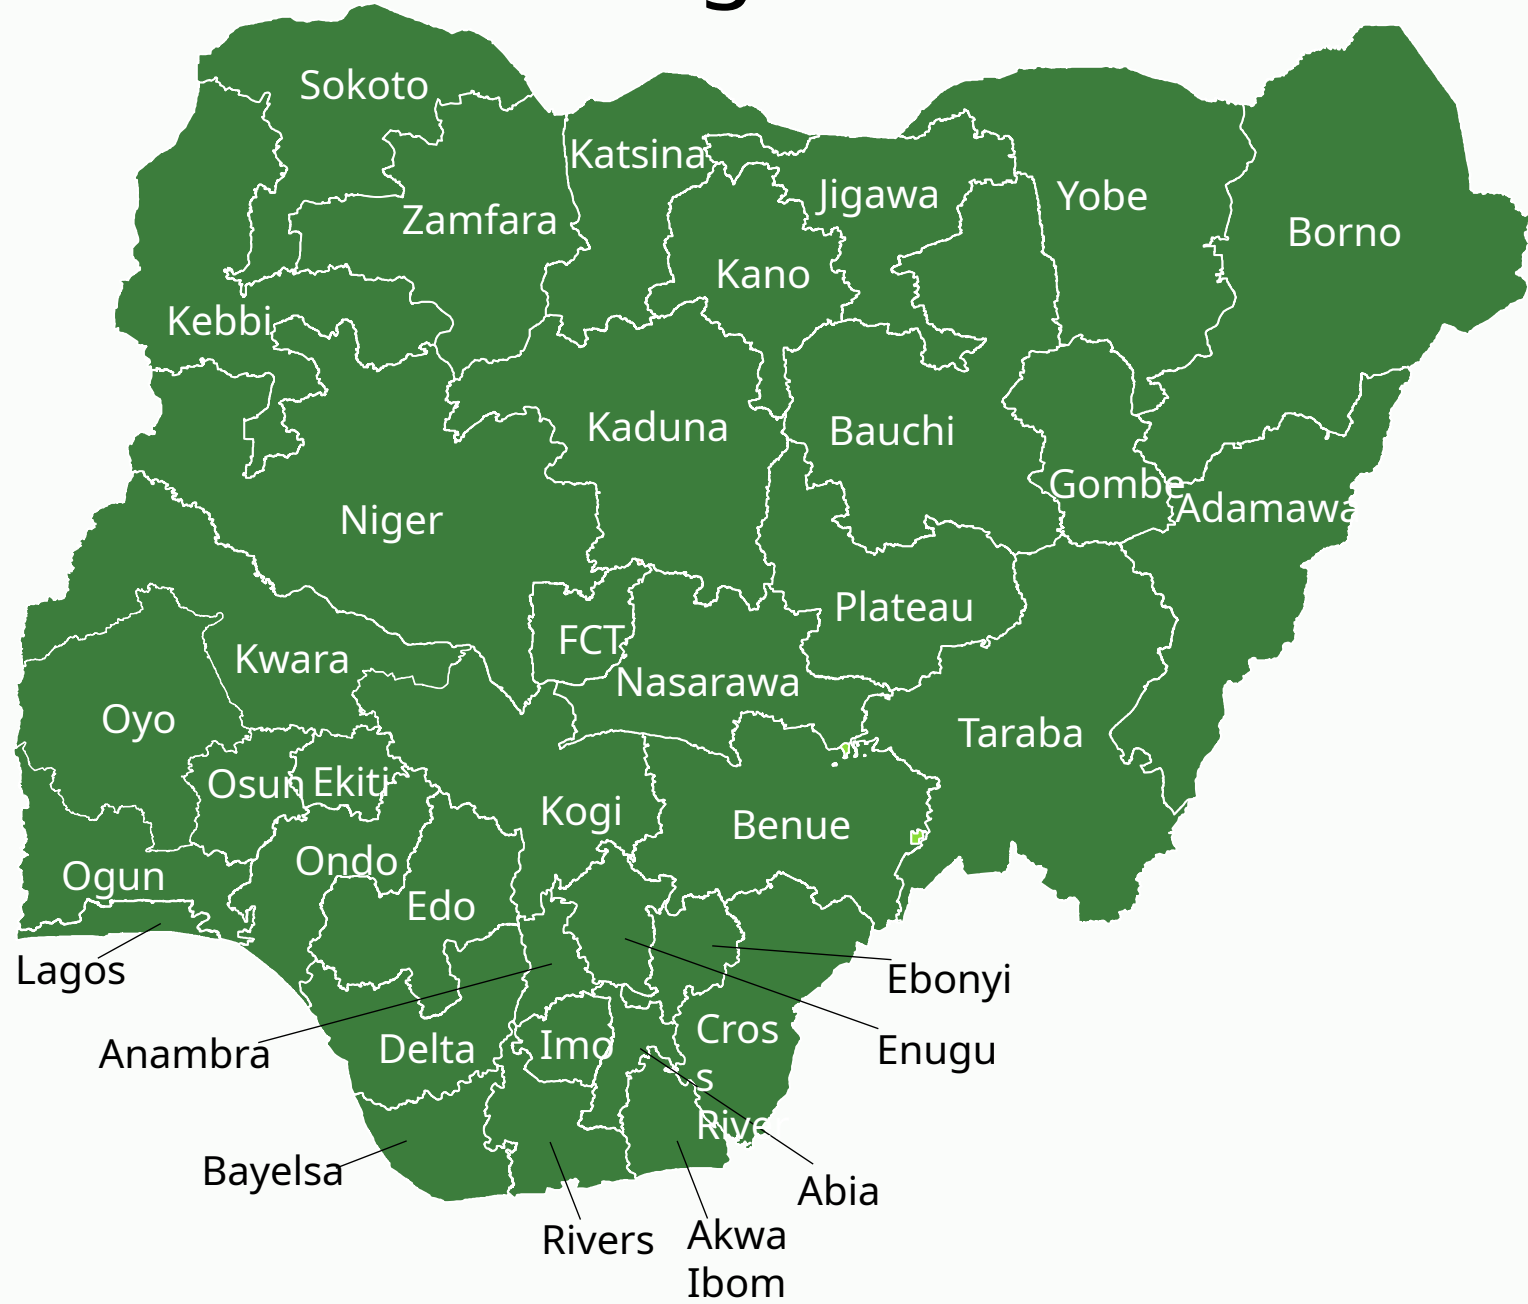 Sokoto
Katsina
Jigawa
Yobe
Zamfara
Borno
Kano
Kebbi
Kaduna
Bauchi
Gombe
Adamawa
Niger
Plateau
FCT
Kwara
Nasarawa
Oyo
Taraba
Osun
Ekiti
Kogi
Benue
Ondo
Ogun
Edo
Lagos
Ebonyi
Cros
s
River
Anambra
Delta
Imo
Enugu
Bayelsa
Abia
Rivers
Akwa
Ibom